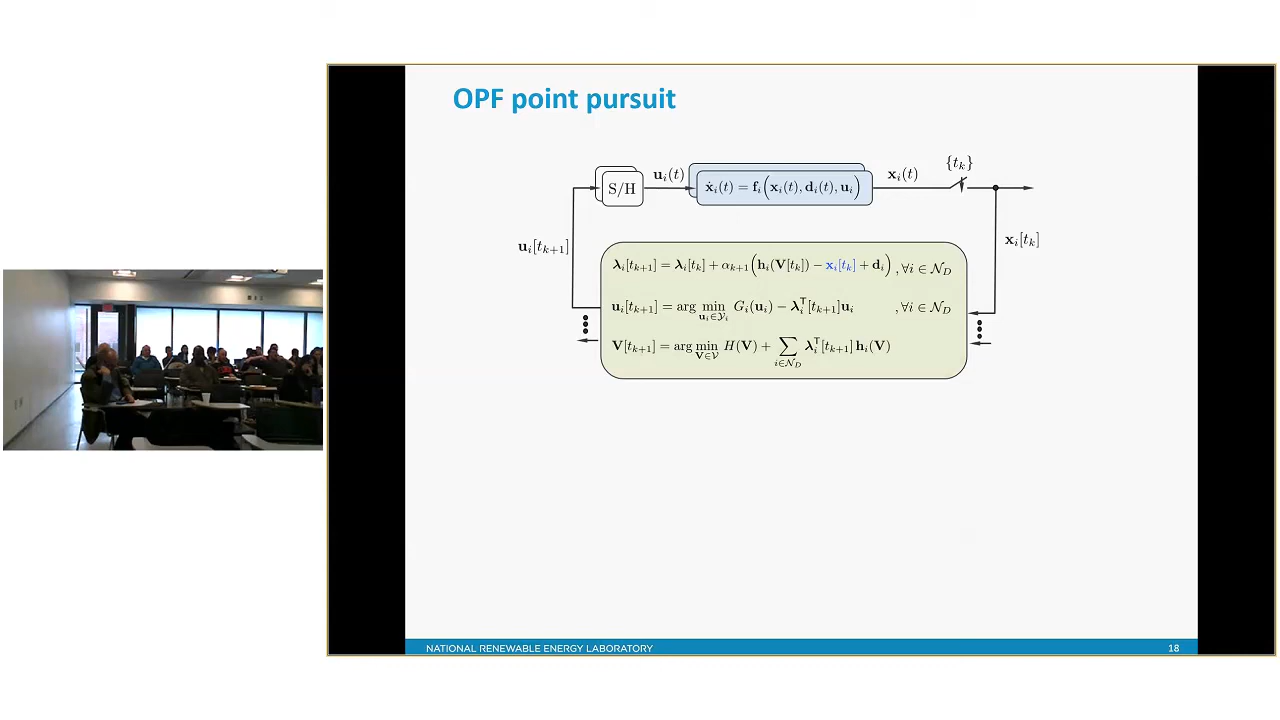 OPF point pursuit
{t_k}
S/H
u_i(t)
ẋ_i(t) = f_i(x_i(t), d_i(t), u_i)
x_i(t)
u_i[t_{k+1}]
x_i[t_k]
λ_i[t_{k+1}] = λ_i[t_k] + α_{k+1}(h_i(V[t_k]) − x_i[t_k] + d_i), ∀i ∈ N_D
u_i[t_{k+1}] = arg min_{u_i∈Y_i} G_i(u_i) − λ_i^T[t_{k+1}]u_i , ∀i ∈ N_D
V[t_{k+1}] = arg min_{V∈V} H(V) + ∑_{i∈N_D} λ_i^T[t_{k+1}] h_i(V)
NATIONAL RENEWABLE ENERGY LABORATORY
18